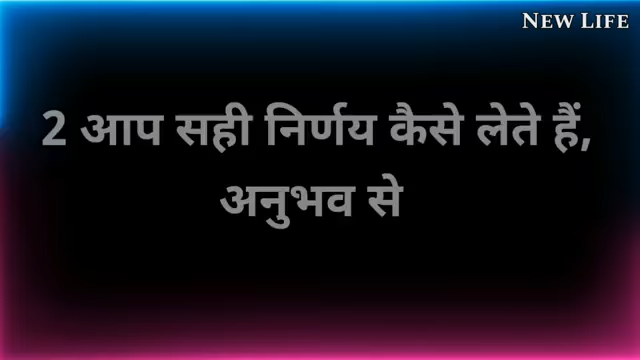 NEW LIFE
2 आप सही निर्णय कैसे लेते हैं,
अनुभव से